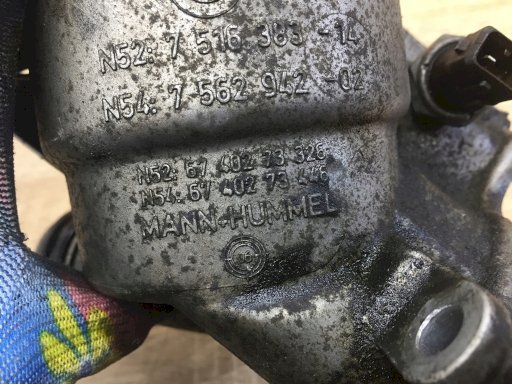 N52: 7 516 383 -14
N54: 7 562 942 -02
N52: 67 402 73 326
N54: 67 402 73 446
MANN-HUMMEL